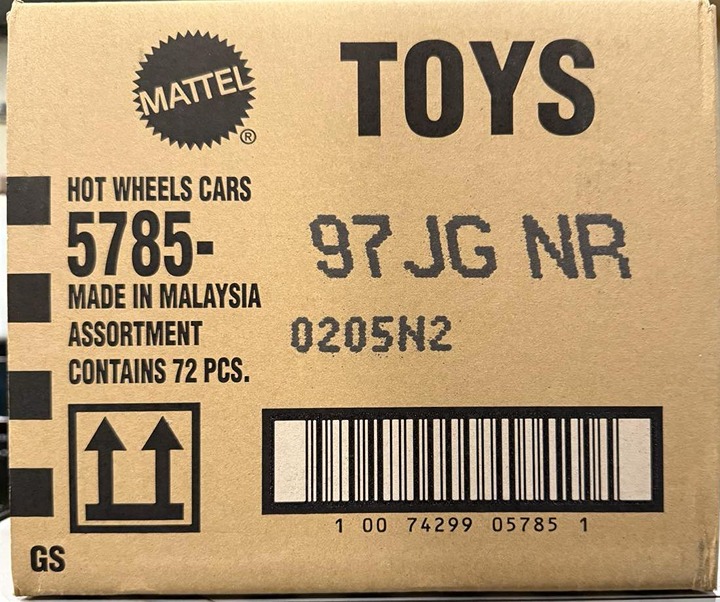 MATTEL®
TOYS
HOT WHEELS CARS
5785-
97JG NR
MADE IN MALAYSIA
0205N2
ASSORTMENT
CONTAINS 72 PCS.
1 00 74299 05785 1
GS